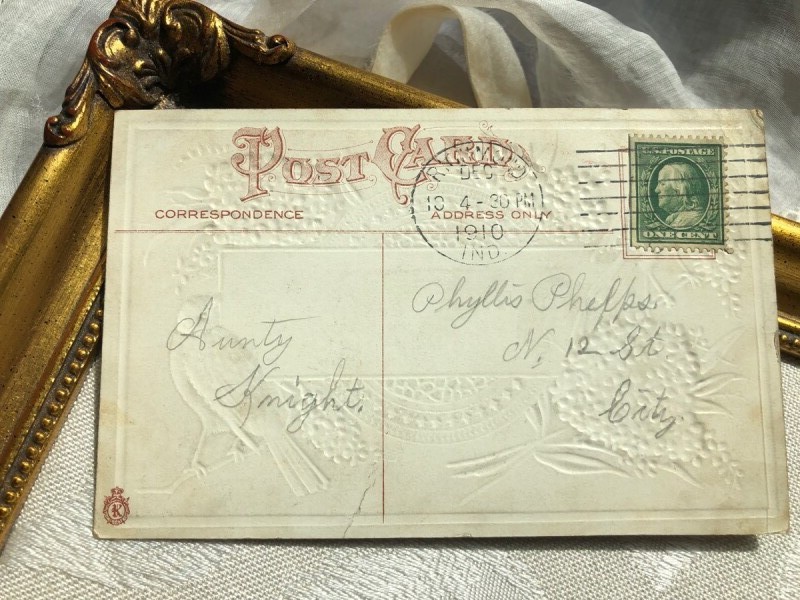 POST CARD
CORRESPONDENCE
ADDRESS ONLY
DEC
13 4-30 PM
1910
IND.
U.S. POSTAGE
ONE CENT
Aunty
Knight.
Phyllis Phelps
N. 12 St
City.
K